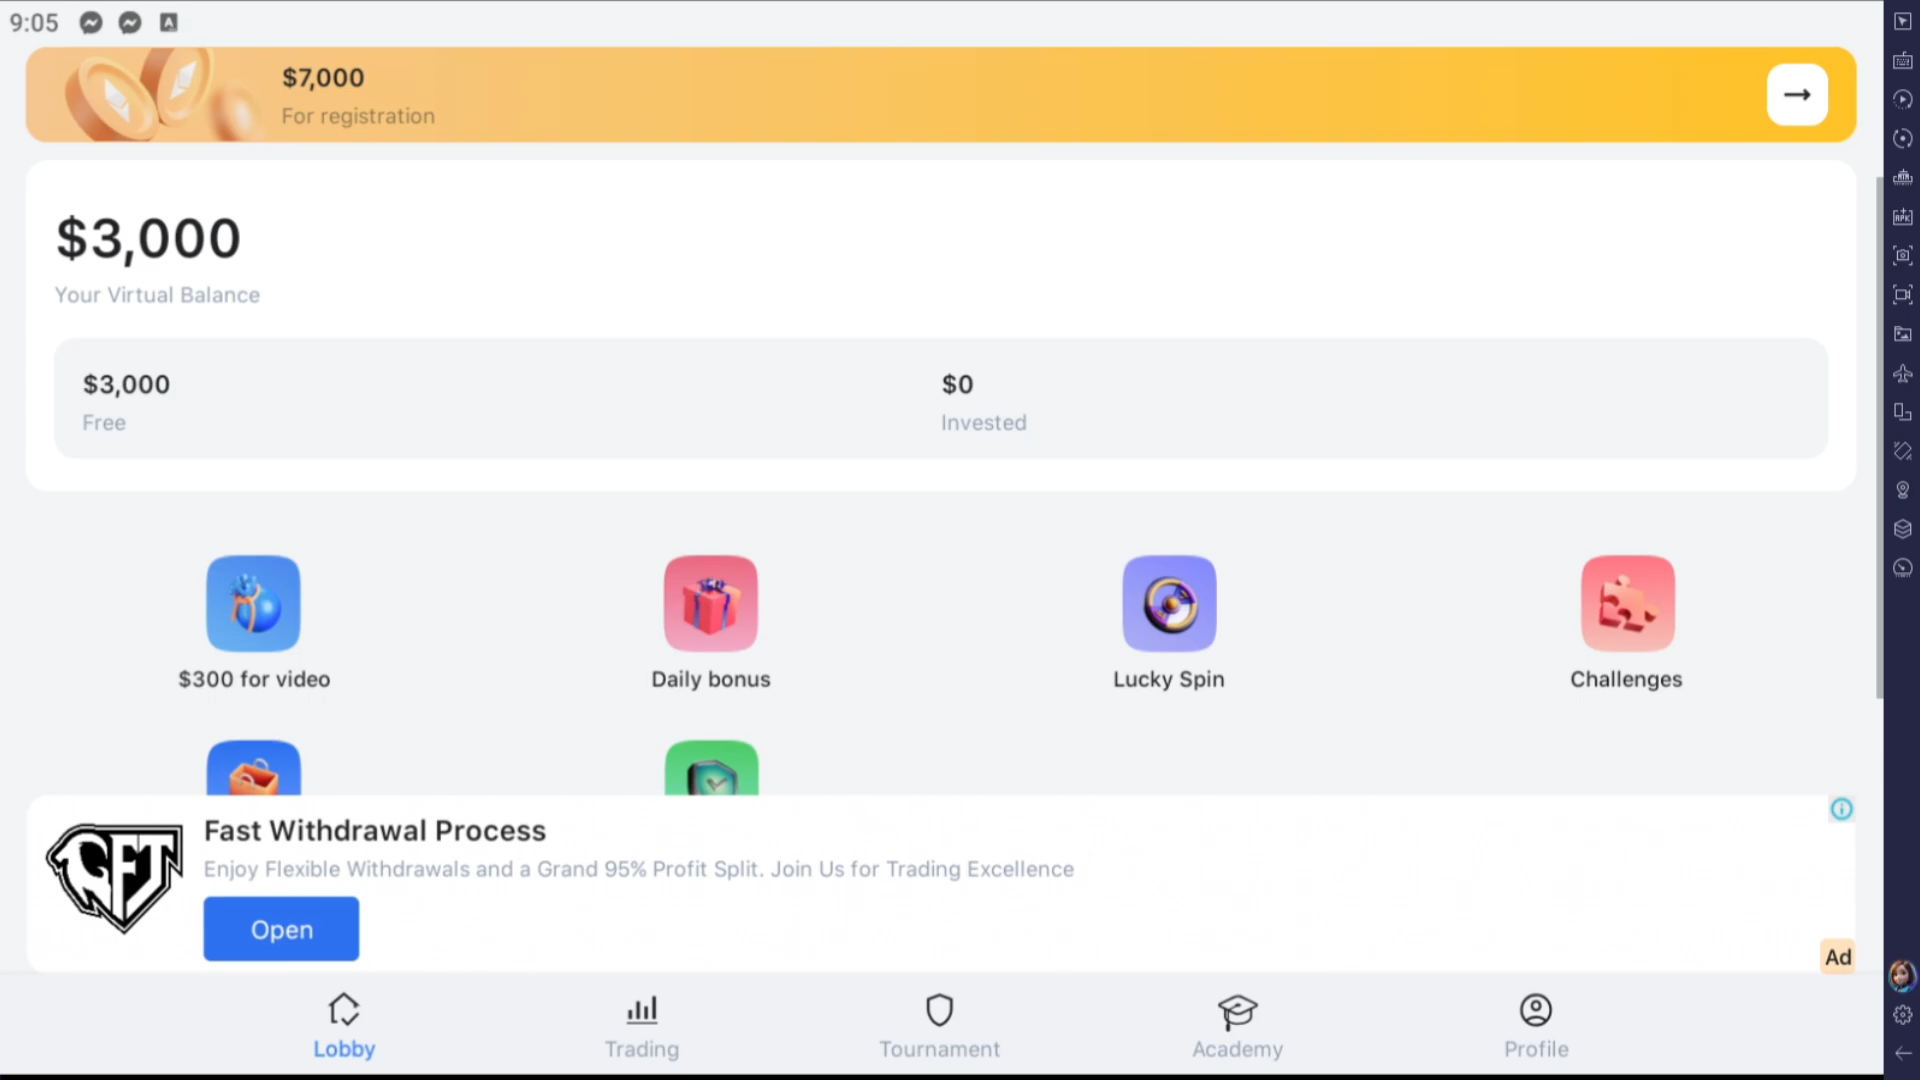 9:05
$7,000
For registration
$3,000
Your Virtual Balance
$3,000
Free
$0
Invested
$300 for video
Daily bonus
Lucky Spin
Challenges
GFT
Fast Withdrawal Process
Enjoy Flexible Withdrawals and a Grand 95% Profit Split. Join Us for Trading Excellence
Open
Ad
Lobby
Trading
Tournament
Academy
Profile